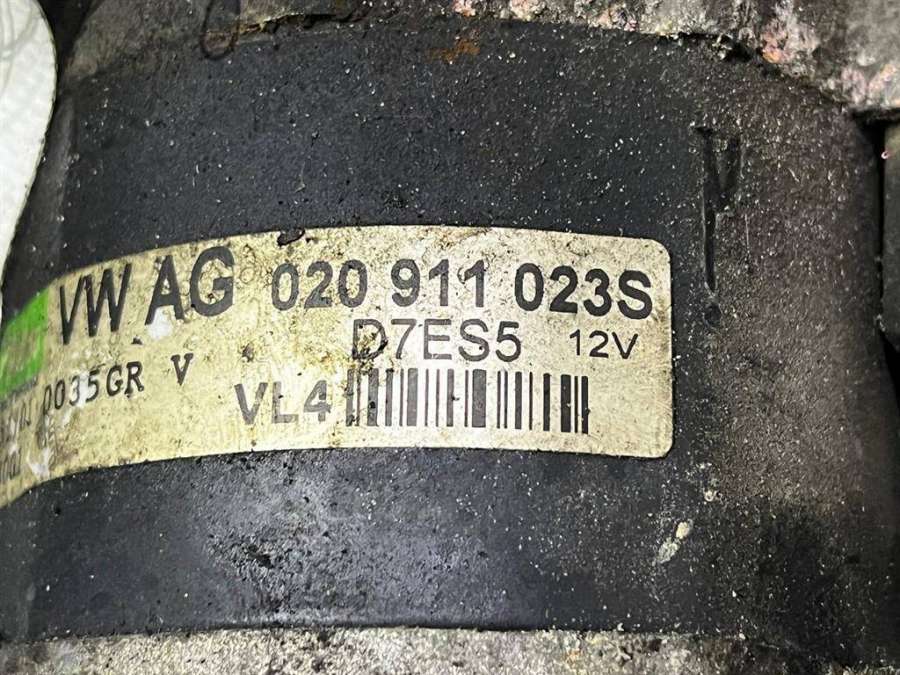 VW AG 020 911 023S
D7ES5 12V
0035GR V
VL4